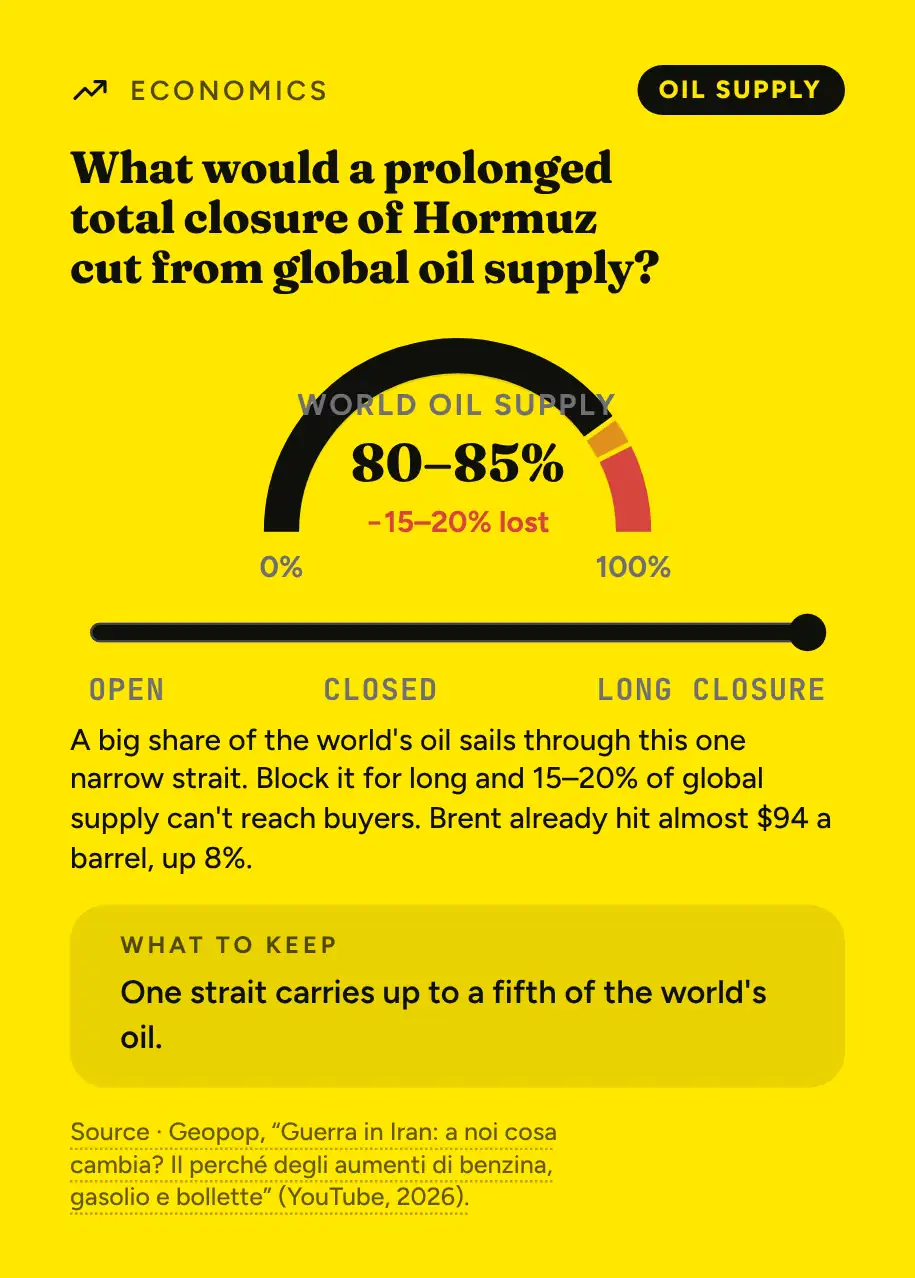 ECONOMICS
OIL SUPPLY
What would a prolonged
total closure of Hormuz
cut from global oil supply?
WORLD OIL SUPPLY
80–85%
−15–20% lost
0%
100%
OPEN
CLOSED
LONG CLOSURE
A big share of the world's oil sails through this one
narrow strait. Block it for long and 15–20% of global
supply can't reach buyers. Brent already hit almost $94 a
barrel, up 8%.
WHAT TO KEEP
One strait carries up to a fifth of the world's
oil.
Source · Geopop, “Guerra in Iran: a noi cosa
cambia? Il perché degli aumenti di benzina,
gasolio e bollette” (YouTube, 2026).